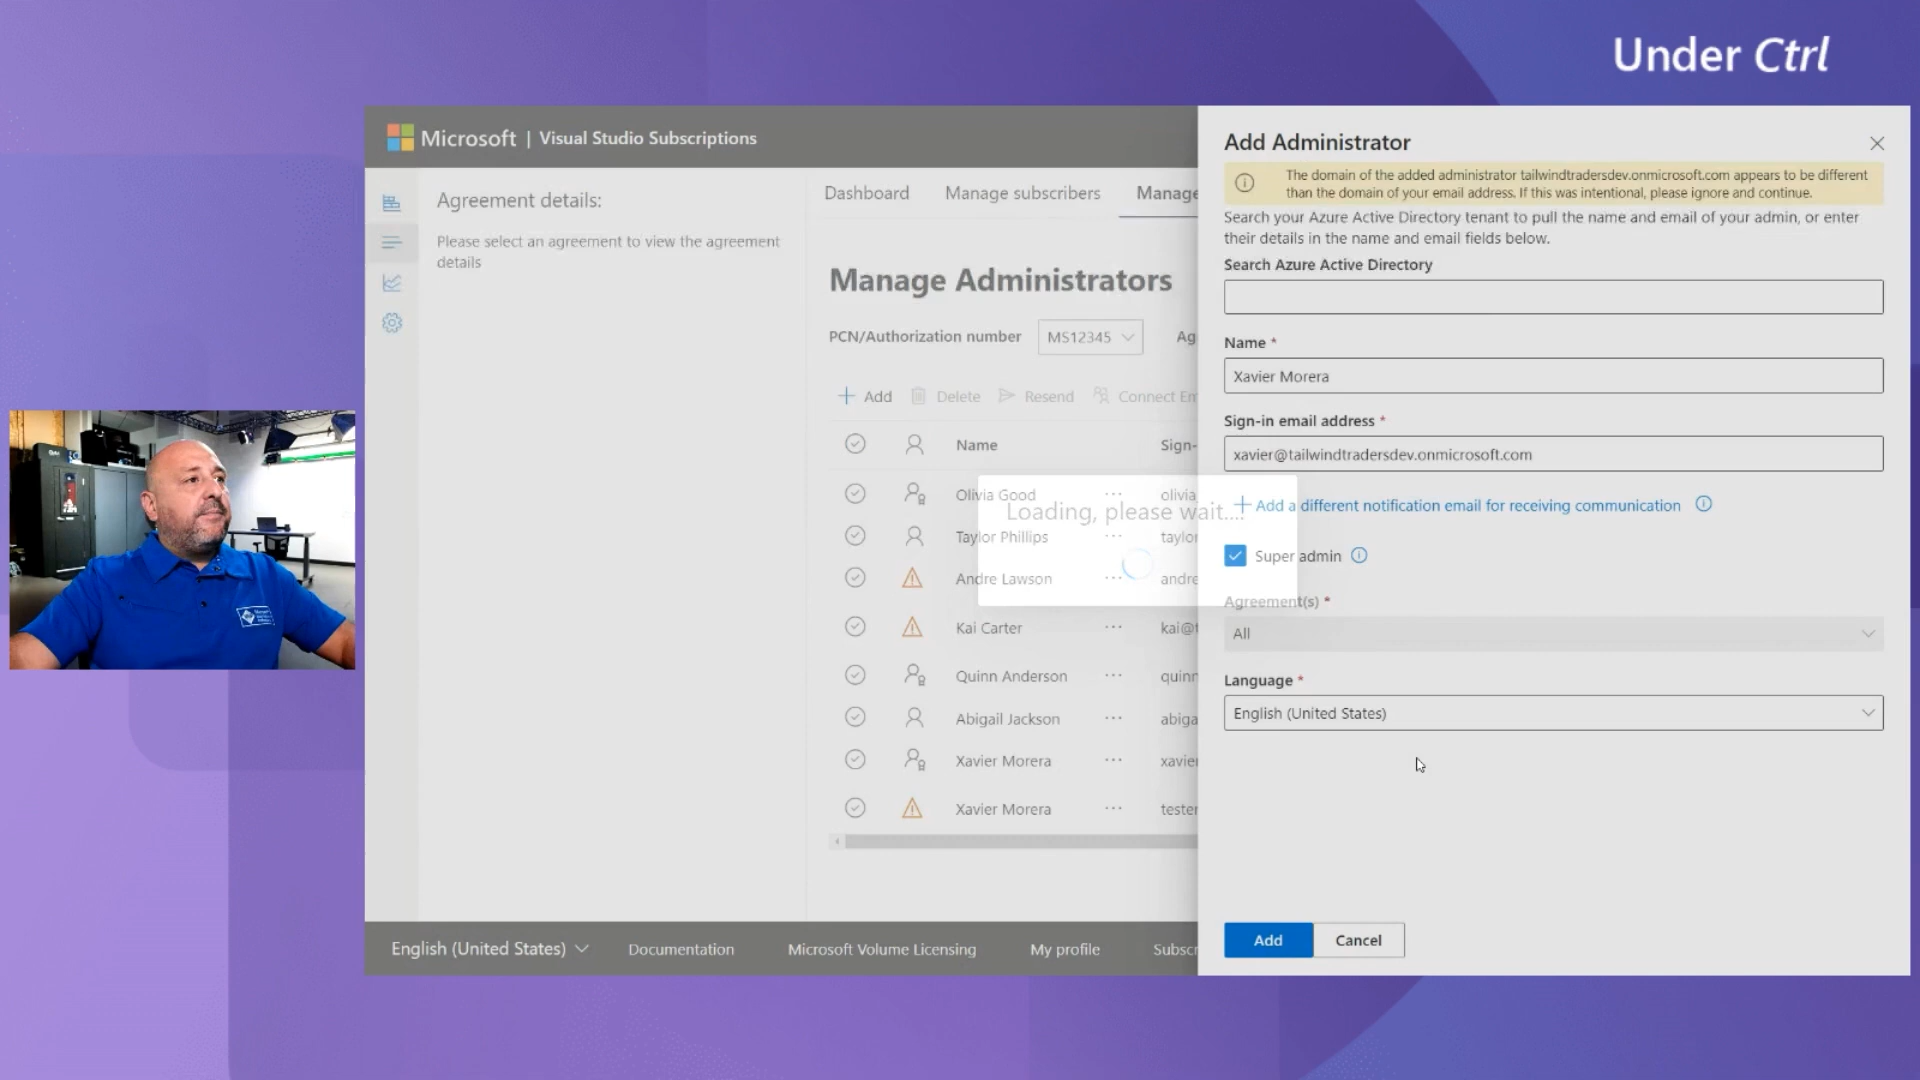 Under Ctrl
Microsoft | Visual Studio Subscriptions
Agreement details:
Please select an agreement to view the agreement
details
Dashboard
Manage subscribers
Manage
Manage Administrators
PCN/Authorization number
MS12345
Ag
Add
Delete
Resend
Connect Em
Name
Sign-
Olivia Good
olivia
Loading, please wait....
Taylor Phillips
taylor
Andre Lawson
andre
Kai Carter
kai@t
Quinn Anderson
quinn
Abigail Jackson
abiga
Xavier Morera
xavier
Xavier Morera
tester
English (United States)
Documentation
Microsoft Volume Licensing
My profile
Subscr
Add Administrator
The domain of the added administrator tailwindtradersdev.onmicrosoft.com appears to be different
than the domain of your email address. If this was intentional, please ignore and continue.
Search your Azure Active Directory tenant to pull the name and email of your admin, or enter
their details in the name and email fields below.
Search Azure Active Directory
Name *
Xavier Morera
Sign-in email address *
xavier@tailwindtradersdev.onmicrosoft.com
Add a different notification email for receiving communication
Super admin
Agreement(s) *
All
Language *
English (United States)
Add
Cancel